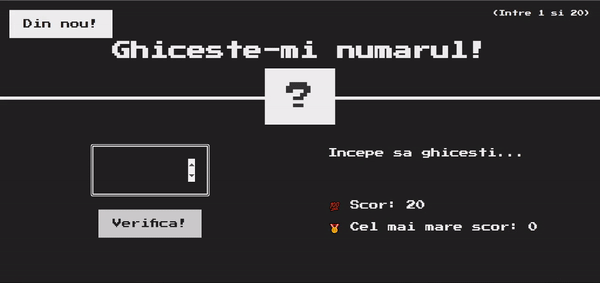 Din nou!
(Intre 1 si 20)
Ghiceste-mi numarul!
?
Incepe sa ghicesti...
Verifica!
💯 Scor: 20
🥇 Cel mai mare scor: 0